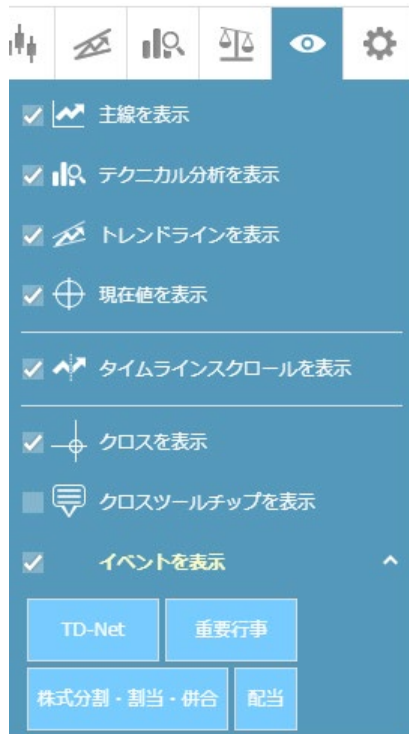 主線を表示
テクニカル分析を表示
トレンドラインを表示
現在値を表示
タイムラインスクロールを表示
クロスを表示
クロスツールチップを表示
イベントを表示
TD-Net 重要行事
株式分割・割当・併合 配当